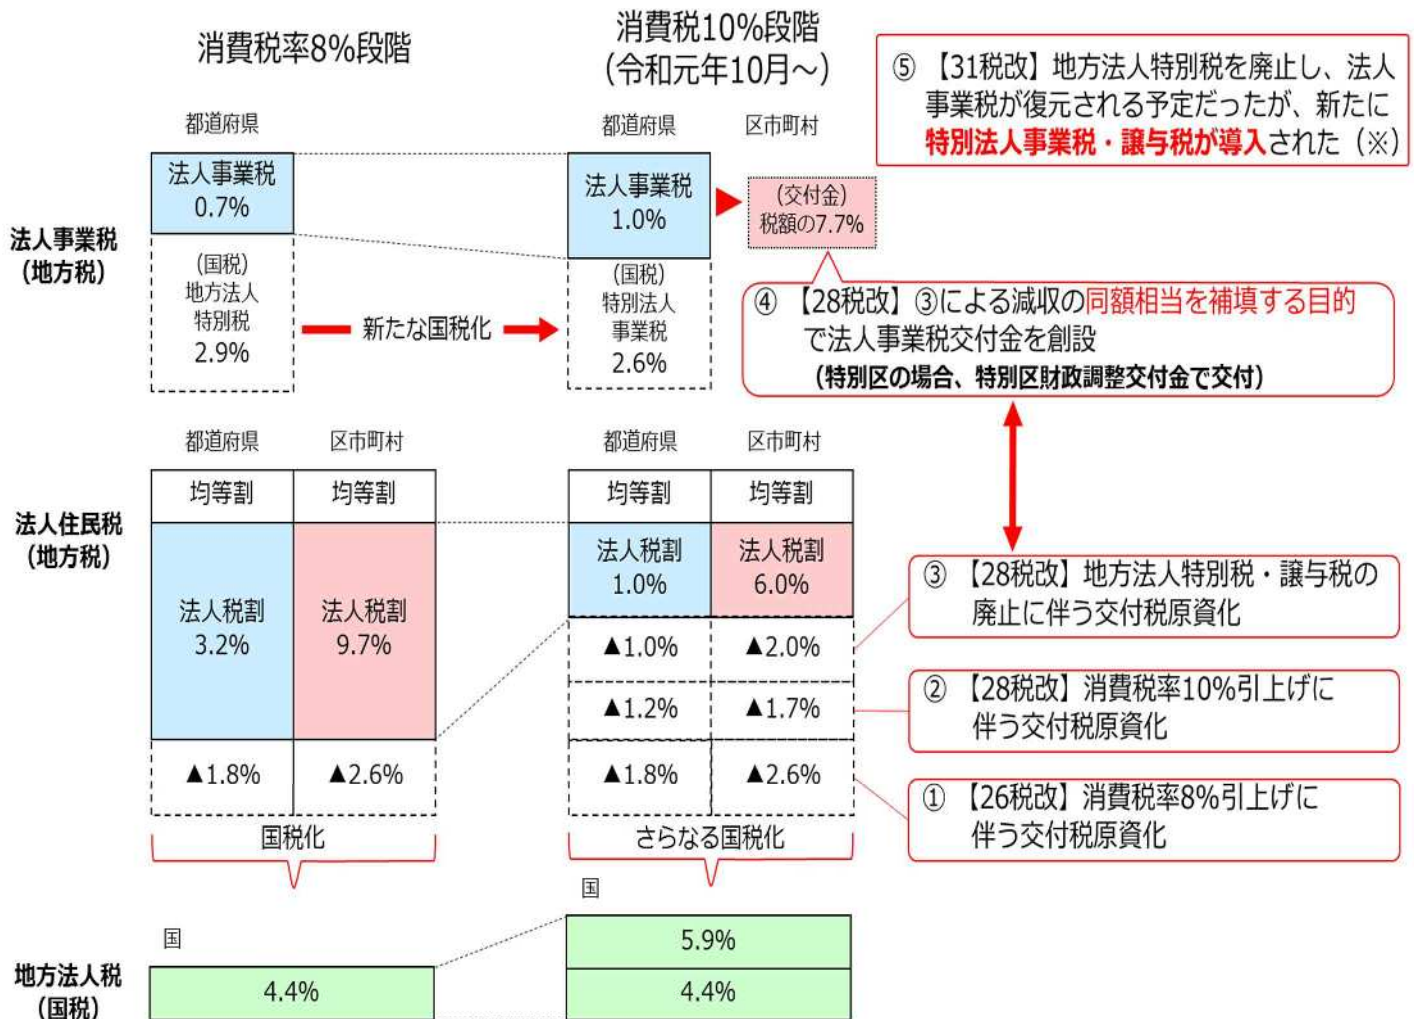 消費税率8%段階
消費税10%段階
(令和元年10月～)
⑤ 【31税改】地方法人特別税を廃止し、法人
事業税が復元される予定だったが、新たに
特別法人事業税・譲与税が導入された（※）
都道府県
都道府県
区市町村
法人事業税
（地方税）
法人事業税
0.7%
(国税)
地方法人
特別税
2.9%
新たな国税化
法人事業税
1.0%
(国税)
特別法人
事業税
2.6%
(交付金)
税額の7.7%
④ 【28税改】③による減収の同額相当を補填する目的
で法人事業税交付金を創設
（特別区の場合、特別区財政調整交付金で交付）
都道府県
区市町村
都道府県
区市町村
法人住民税
（地方税）
均等割
均等割
均等割
均等割
法人税割
3.2%
法人税割
9.7%
法人税割
1.0%
法人税割
6.0%
▲1.0%
▲2.0%
▲1.2%
▲1.7%
▲1.8%
▲2.6%
▲1.8%
▲2.6%
③ 【28税改】地方法人特別税・譲与税の
廃止に伴う交付税原資化
② 【28税改】消費税率10%引上げに
伴う交付税原資化
① 【26税改】消費税率8%引上げに
伴う交付税原資化
国税化
さらなる国税化
国
国
地方法人税
（国税）
4.4%
5.9%
4.4%